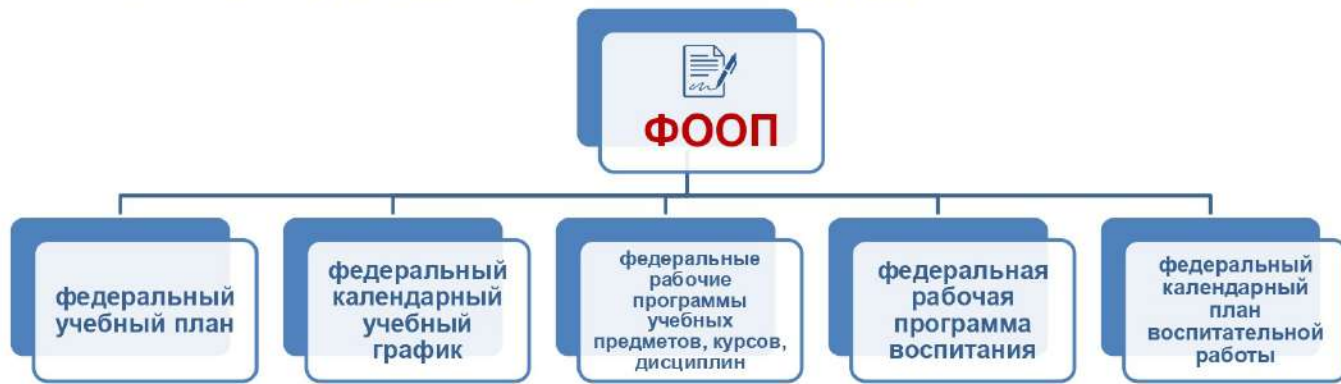 ФООП
федеральный
учебный план
федеральный
календарный
учебный
график
федеральные
рабочие
программы
учебных
предметов, курсов,
дисциплин
федеральная
рабочая
программа
воспитания
федеральный
календарный
план
воспитательной
работы